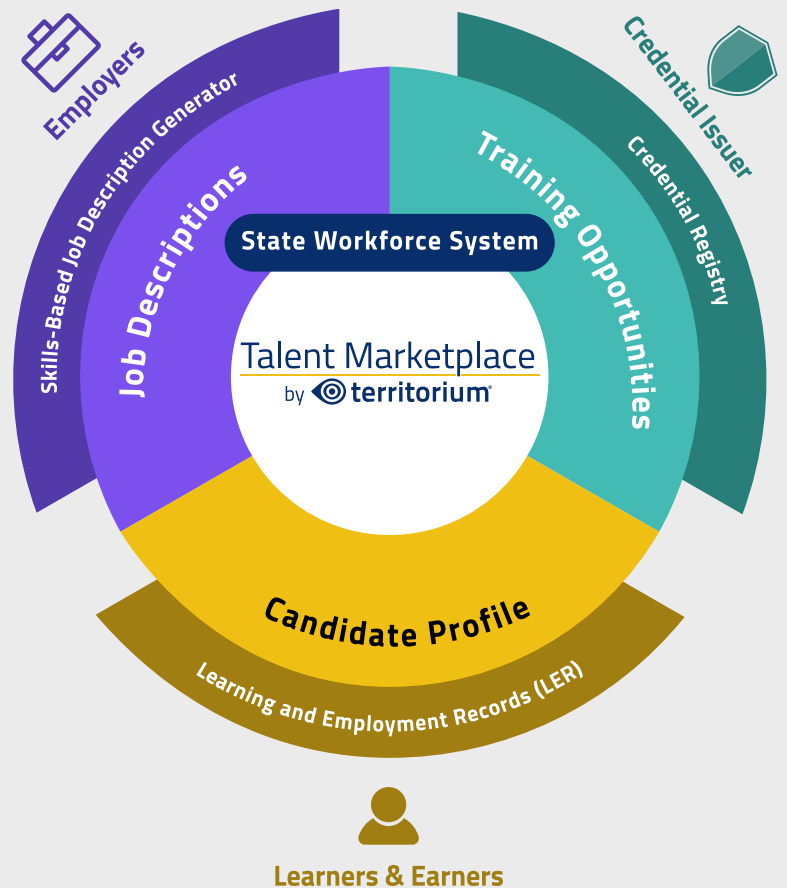 Employers
Skills-Based Job Description Generator
Job Descriptions
Credential Issuer
Credential Registry
Training Opportunities
State Workforce System
Talent Marketplace
by territorium®
Candidate Profile
Learning and Employment Records (LER)
Learners & Earners